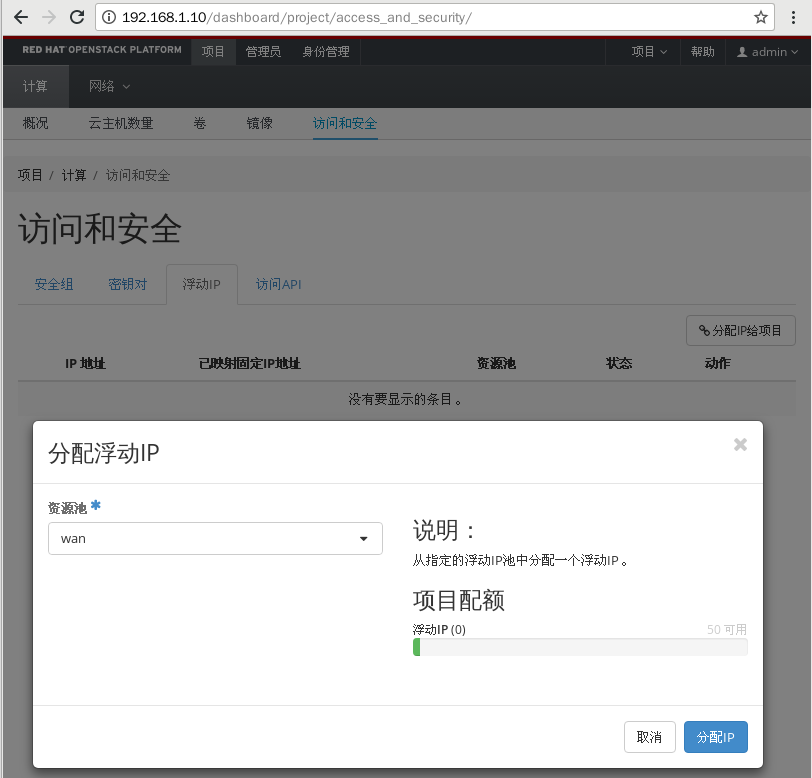 192.168.1.10/dashboard/project/access_and_security/
RED HAT OPENSTACK PLATFORM 项目 管理员 身份管理 项目 帮助 admin
计算 网络
概况 云主机数量 卷 镜像 访问和安全
项目 / 计算 / 访问和安全
访问和安全
安全组 密钥对 浮动IP 访问API
分配IP给项目
IP 地址 已映射固定IP地址 资源池 状态 动作
没有要显示的条目。
分配浮动IP
资源池
wan
说明：
从指定的浮动IP池中分配一个浮动IP。
项目配额
浮动IP (0) 50 可用
取消 分配IP